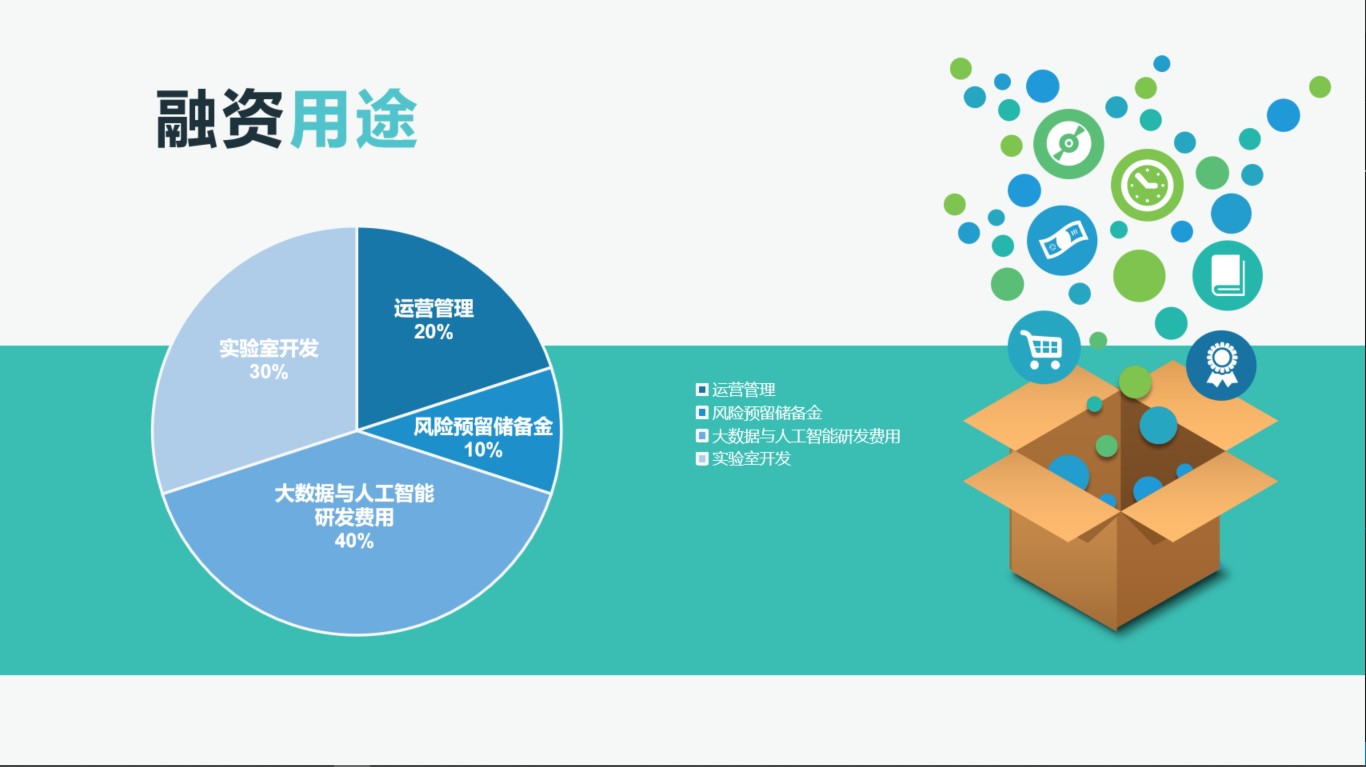 融资用途
运营管理
20%
实验室开发
30%
风险预留储备金
10%
大数据与人工智能
研发费用
40%
运营管理
风险预留储备金
大数据与人工智能研发费用
实验室开发